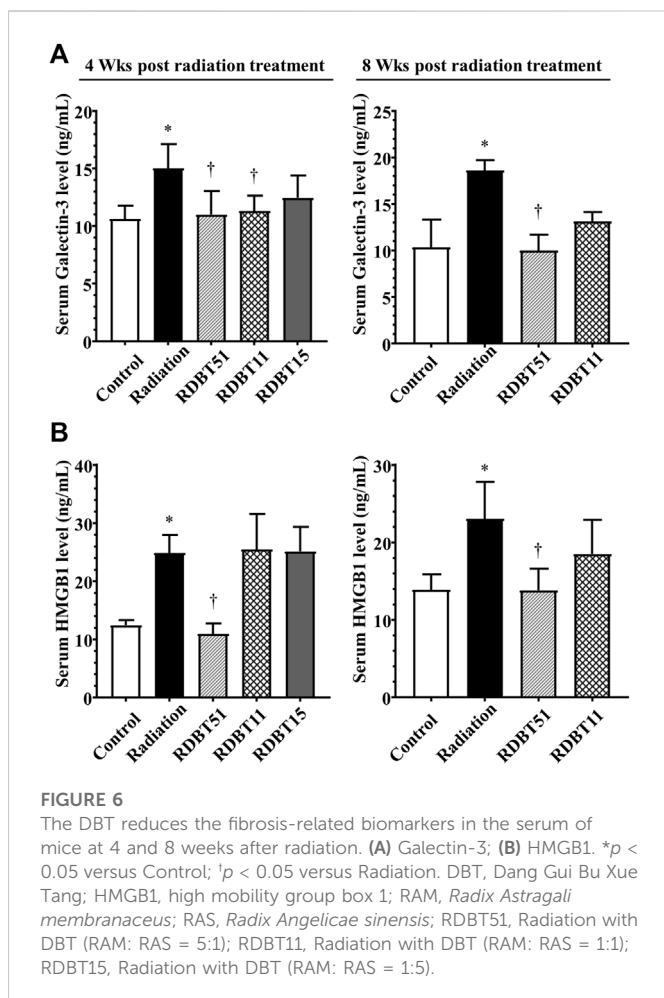 A
4 Wks post radiation treatment
8 Wks post radiation treatment
Serum Galectin-3 level (ng/mL)
20
15
10
5
0
*
†
†
Control
Radiation
RDBT51
RDBT11
RDBT15
Serum Galectin-3 level (ng/mL)
25
20
15
10
5
0
*
†
Control
Radiation
RDBT51
RDBT11
B
Serum HMGB1 level (ng/mL)
40
30
20
10
0
*
†
Control
Radiation
RDBT51
RDBT11
RDBT15
Serum HMGB1 level (ng/mL)
30
20
10
0
*
†
Control
Radiation
RDBT51
RDBT11
FIGURE 6
The DBT reduces the fibrosis-related biomarkers in the serum of
mice at 4 and 8 weeks after radiation. (A) Galectin-3; (B) HMGB1. *p <
0.05 versus Control; †p < 0.05 versus Radiation. DBT, Dang Gui Bu Xue
Tang; HMGB1, high mobility group box 1; RAM, Radix Astragali
membranaceus; RAS, Radix Angelicae sinensis; RDBT51, Radiation with
DBT (RAM: RAS = 5:1); RDBT11, Radiation with DBT (RAM: RAS = 1:1);
RDBT15, Radiation with DBT (RAM: RAS = 1:5).